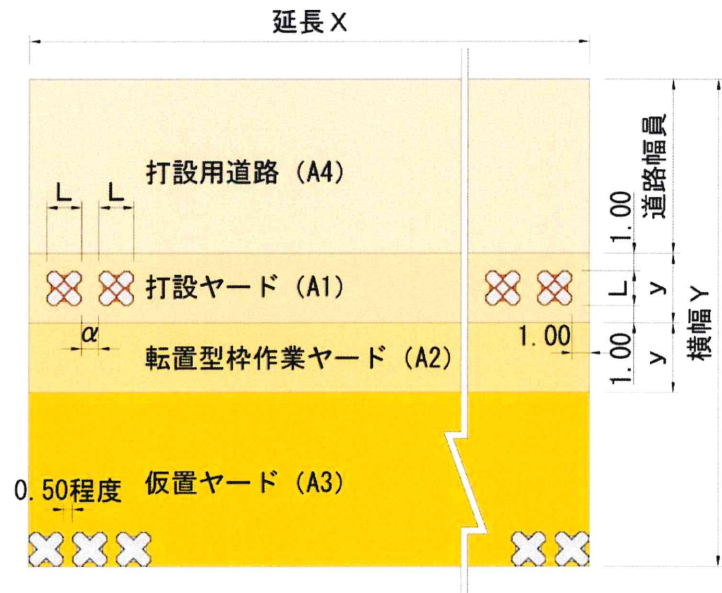 延長X
打設用道路（A4）
道路幅員
L
L
1.00
打設ヤード（A1）
L
y
横幅Y
α
1.00
転置型枠作業ヤード（A2）
1.00
y
0.50程度
仮置ヤード（A3）